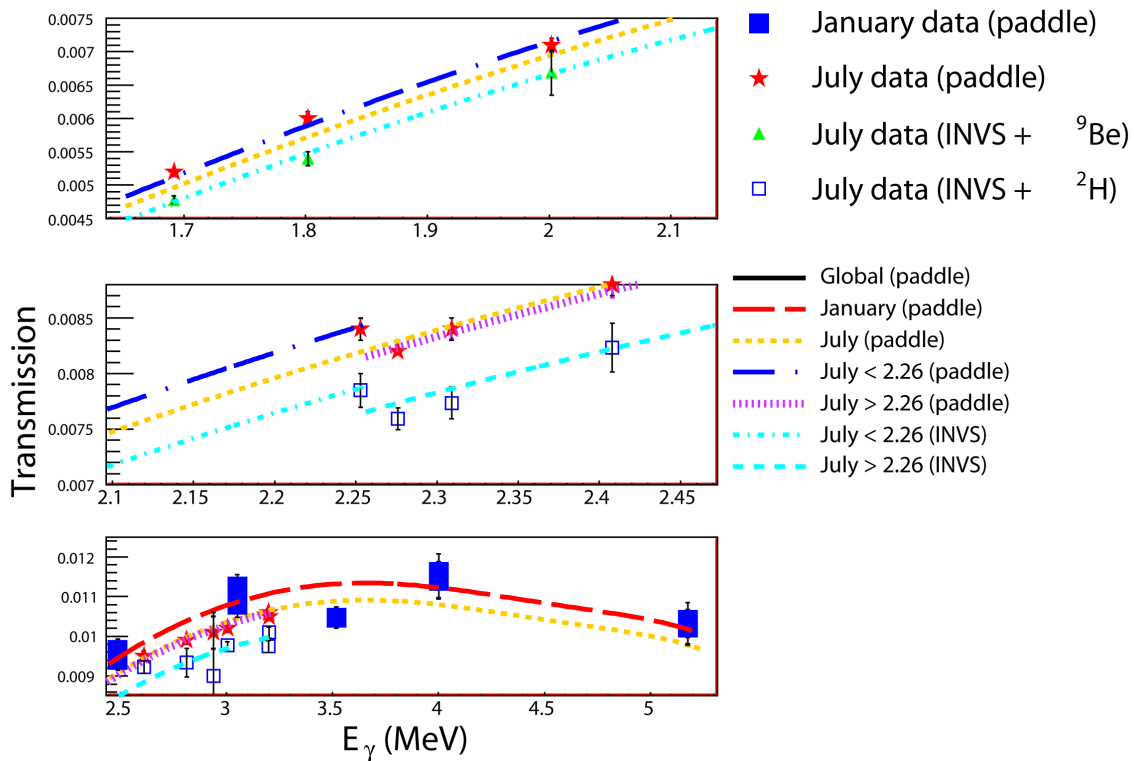 0.0075
0.007
0.0065
0.006
0.0055
0.005
0.0045
1.7 1.8 1.9 2 2.1
January data (paddle)
July data (paddle)
July data (INVS + ⁹Be)
July data (INVS + ²H)
Transmission
0.0085
0.008
0.0075
0.007
2.1 2.15 2.2 2.25 2.3 2.35 2.4 2.45
Global (paddle)
January (paddle)
July (paddle)
July < 2.26 (paddle)
July > 2.26 (paddle)
July < 2.26 (INVS)
July > 2.26 (INVS)
0.012
0.011
0.01
0.009
2.5 3 3.5 4 4.5 5
E_γ (MeV)